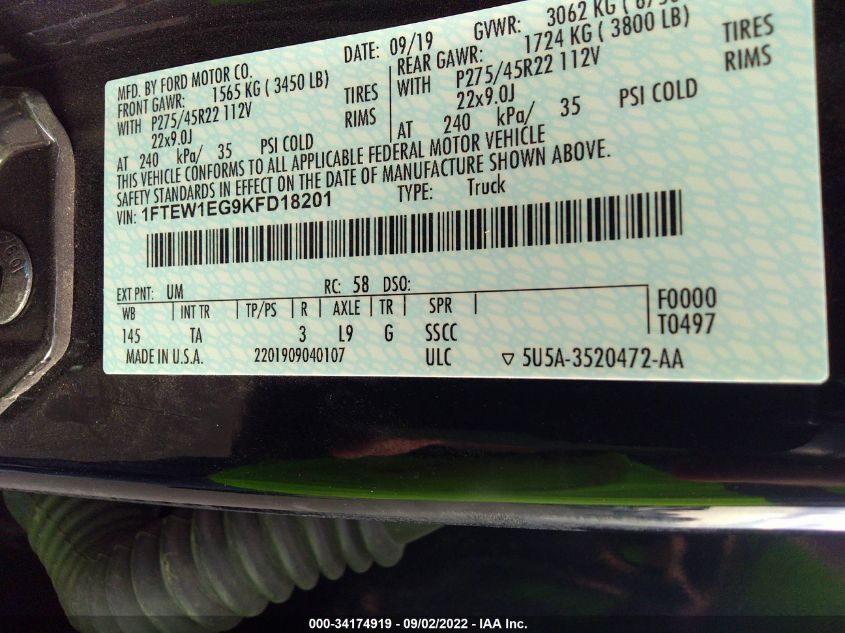 DATE: 09/19 GVWR: 3062 KG
MFD. BY FORD MOTOR CO.
FRONT GAWR: 1565 KG ( 3450 LB)
WITH P275/45R22 112V TIRES
22x9.0J RIMS
AT 240 kPa/ 35 PSI COLD
REAR GAWR: 1724 KG ( 3800 LB)
WITH P275/45R22 112V TIRES
22x9.0J RIMS
AT 240 kPa/ 35 PSI COLD
THIS VEHICLE CONFORMS TO ALL APPLICABLE FEDERAL MOTOR VEHICLE
SAFETY STANDARDS IN EFFECT ON THE DATE OF MANUFACTURE SHOWN ABOVE.
VIN: 1FTEW1EG9KFD18201 TYPE: Truck
EXT PNT: UM RC: 58 DSO:
WB INT TR TP/PS R AXLE TR SPR F0000
145 TA 3 L9 G SSCC T0497
MADE IN U.S.A. 2201909040107 ULC ▽ 5U5A-3520472-AA
000-34174919 / 09/02/2022 - IAA Inc.